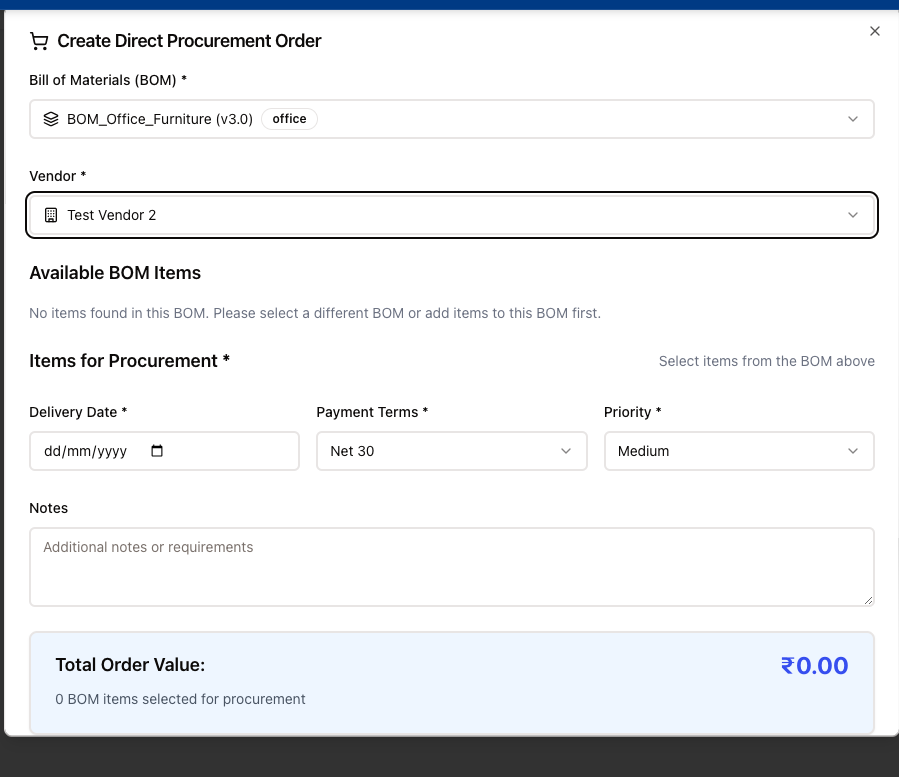 Create Direct Procurement Order
Bill of Materials (BOM) *
BOM_Office_Furniture (v3.0) office
Vendor *
Test Vendor 2
Available BOM Items
No items found in this BOM. Please select a different BOM or add items to this BOM first.
Items for Procurement * Select items from the BOM above
Delivery Date * Payment Terms * Priority *
dd/mm/yyyy Net 30 Medium
Notes
Additional notes or requirements
Total Order Value: ₹0.00
0 BOM items selected for procurement